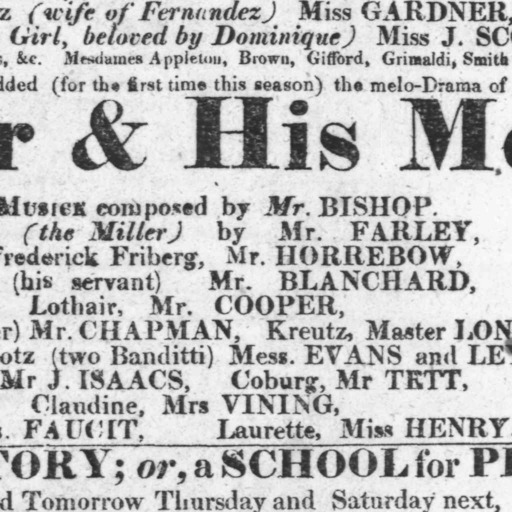 z (wife of Fernandez) Miss GARDNER,
Girl, beloved by Dominique) Miss J. SCO
s, &c. Mesdames Appleton, Brown, Gifford, Grimaldi, Smith
dded (for the first time this season) the melo-Drama of
r & His Me
Musick composed by Mr. BISHOP.
(the Miller) by Mr. FARLEY,
Frederick Friberg, Mr. HORREBOW,
(his servant) Mr. BLANCHARD,
Lothair, Mr. COOPER,
er) Mr. CHAPMAN, Kreutz, Master LON
otz (two Banditti) Mess. EVANS and LEV
Mr J. ISAACS, Coburg, Mr TETT,
Claudine, Mrs VINING,
s. FAUCIT, Laurette, Miss HENRY
TORY; or, a SCHOOL for PR
d Tomorrow Thursday and Saturday next,